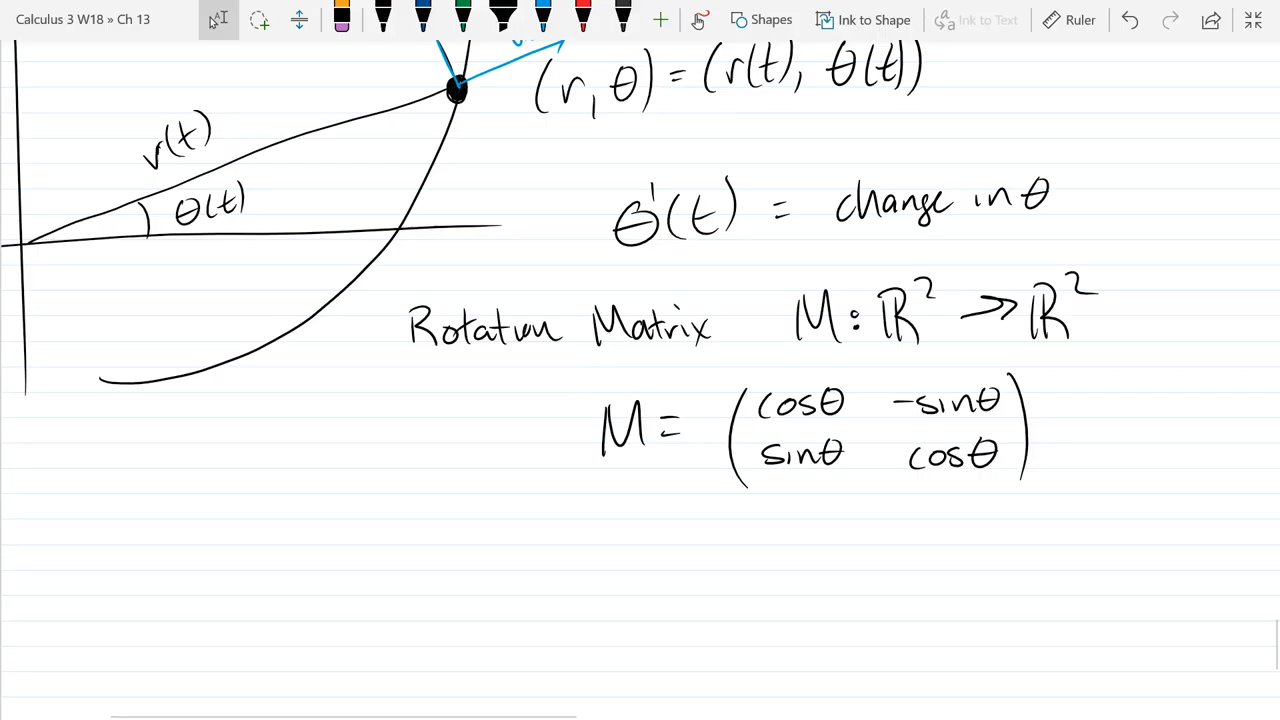 Calculus 3 W18 » Ch 13
Shapes
Ink to Shape
Ink to Text
Ruler
(r, θ) = (r(t), θ(t))
r(t)
θ(t)
θ'(t) = change in θ
Rotation Matrix M: ℝ² → ℝ²
M = (cosθ -sinθ
sinθ cosθ)